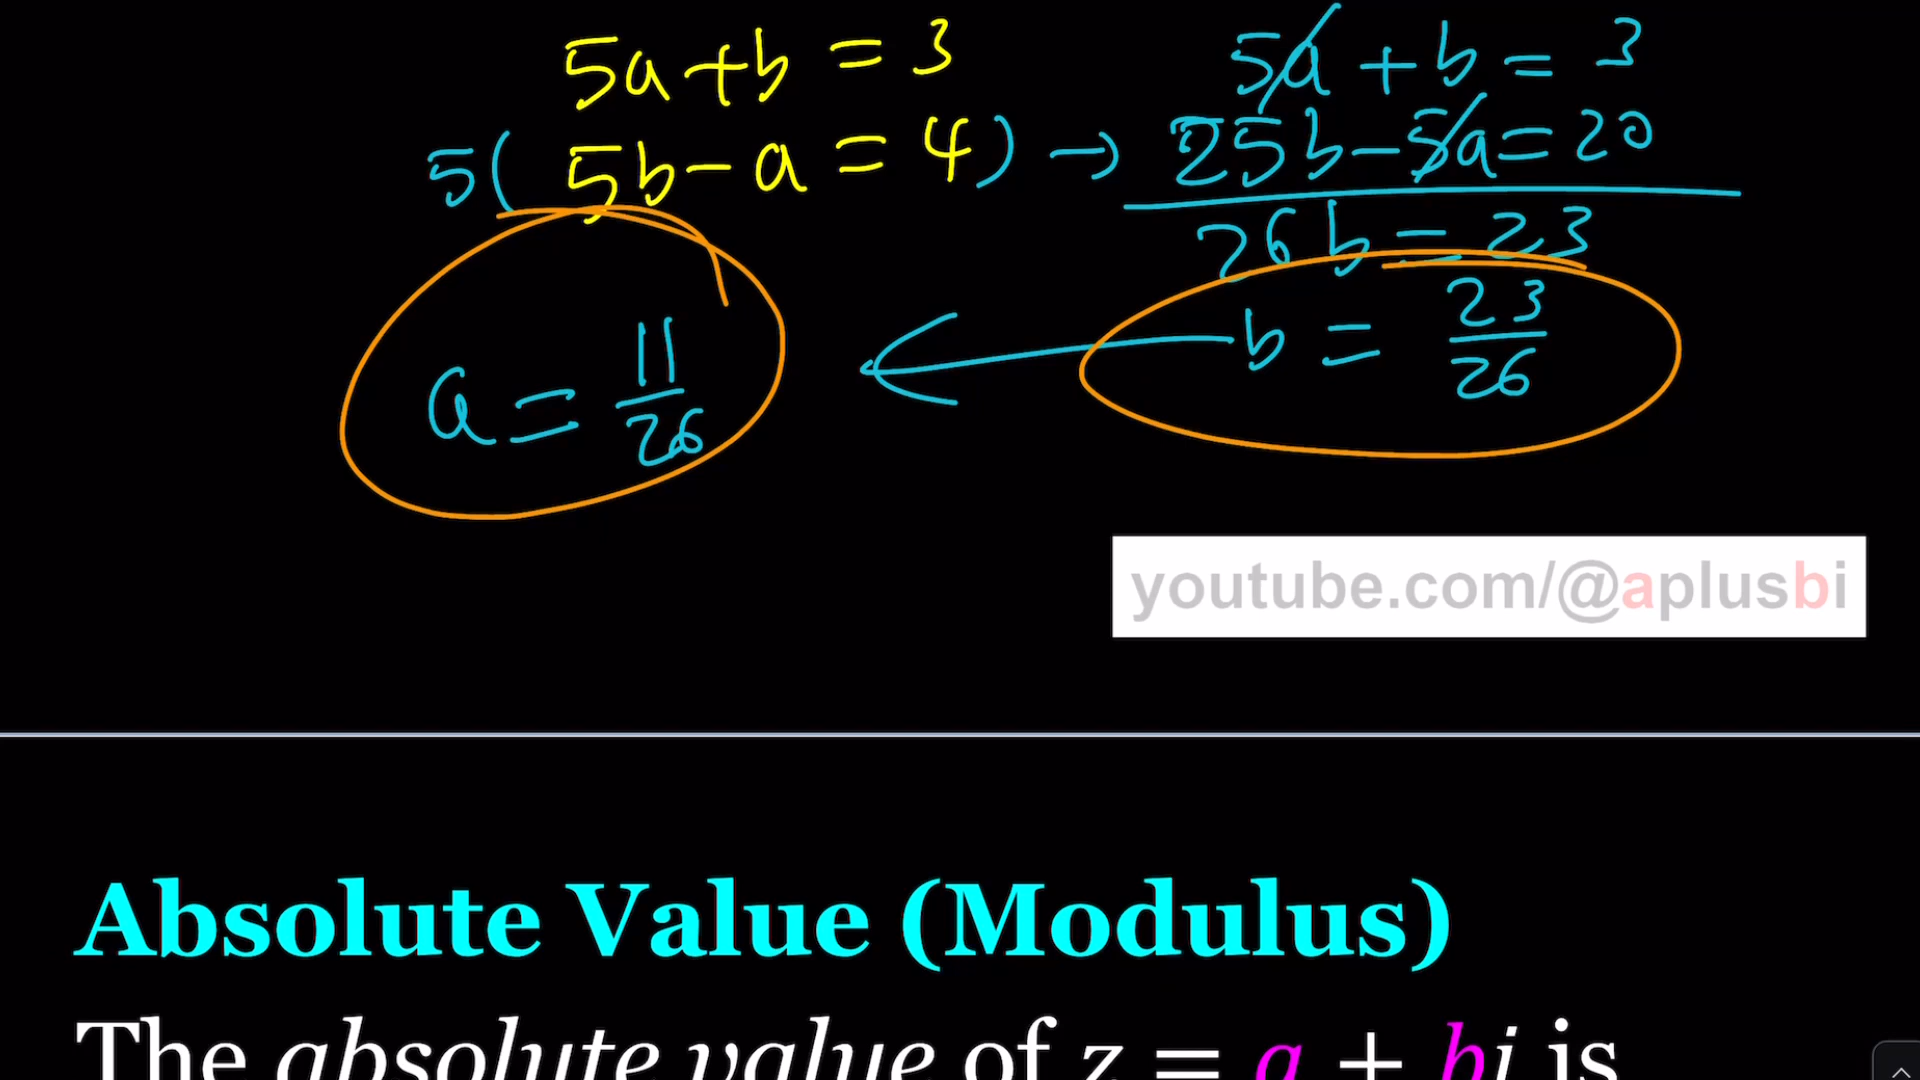 5a+b = 3
5a + b = 3
5( 5b - a = 4 ) → 25b - 5a = 20
26b = 23
a = 11/26
b = 23/26
youtube.com/@aplusbi
Absolute Value (Modulus)
The absolute value of z = a + bi is